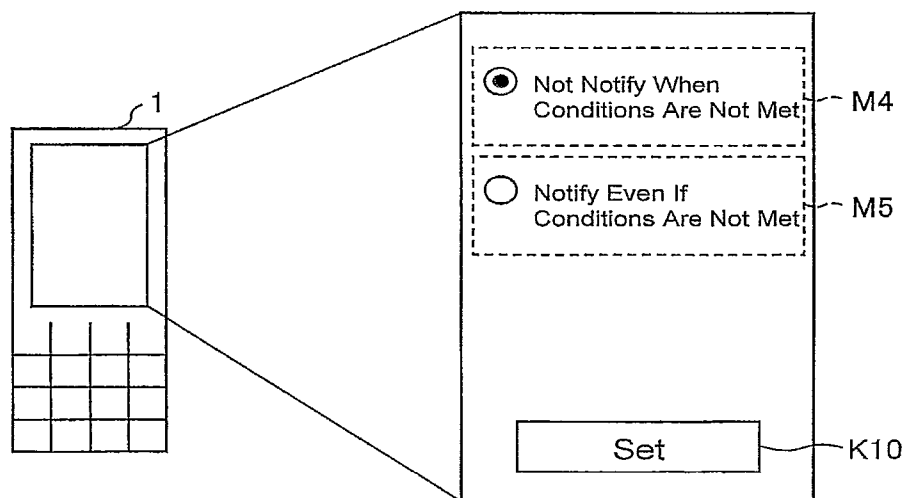 1
Not Notify When
Conditions Are Not Met
M4
Notify Even If
Conditions Are Not Met
M5
Set
K10